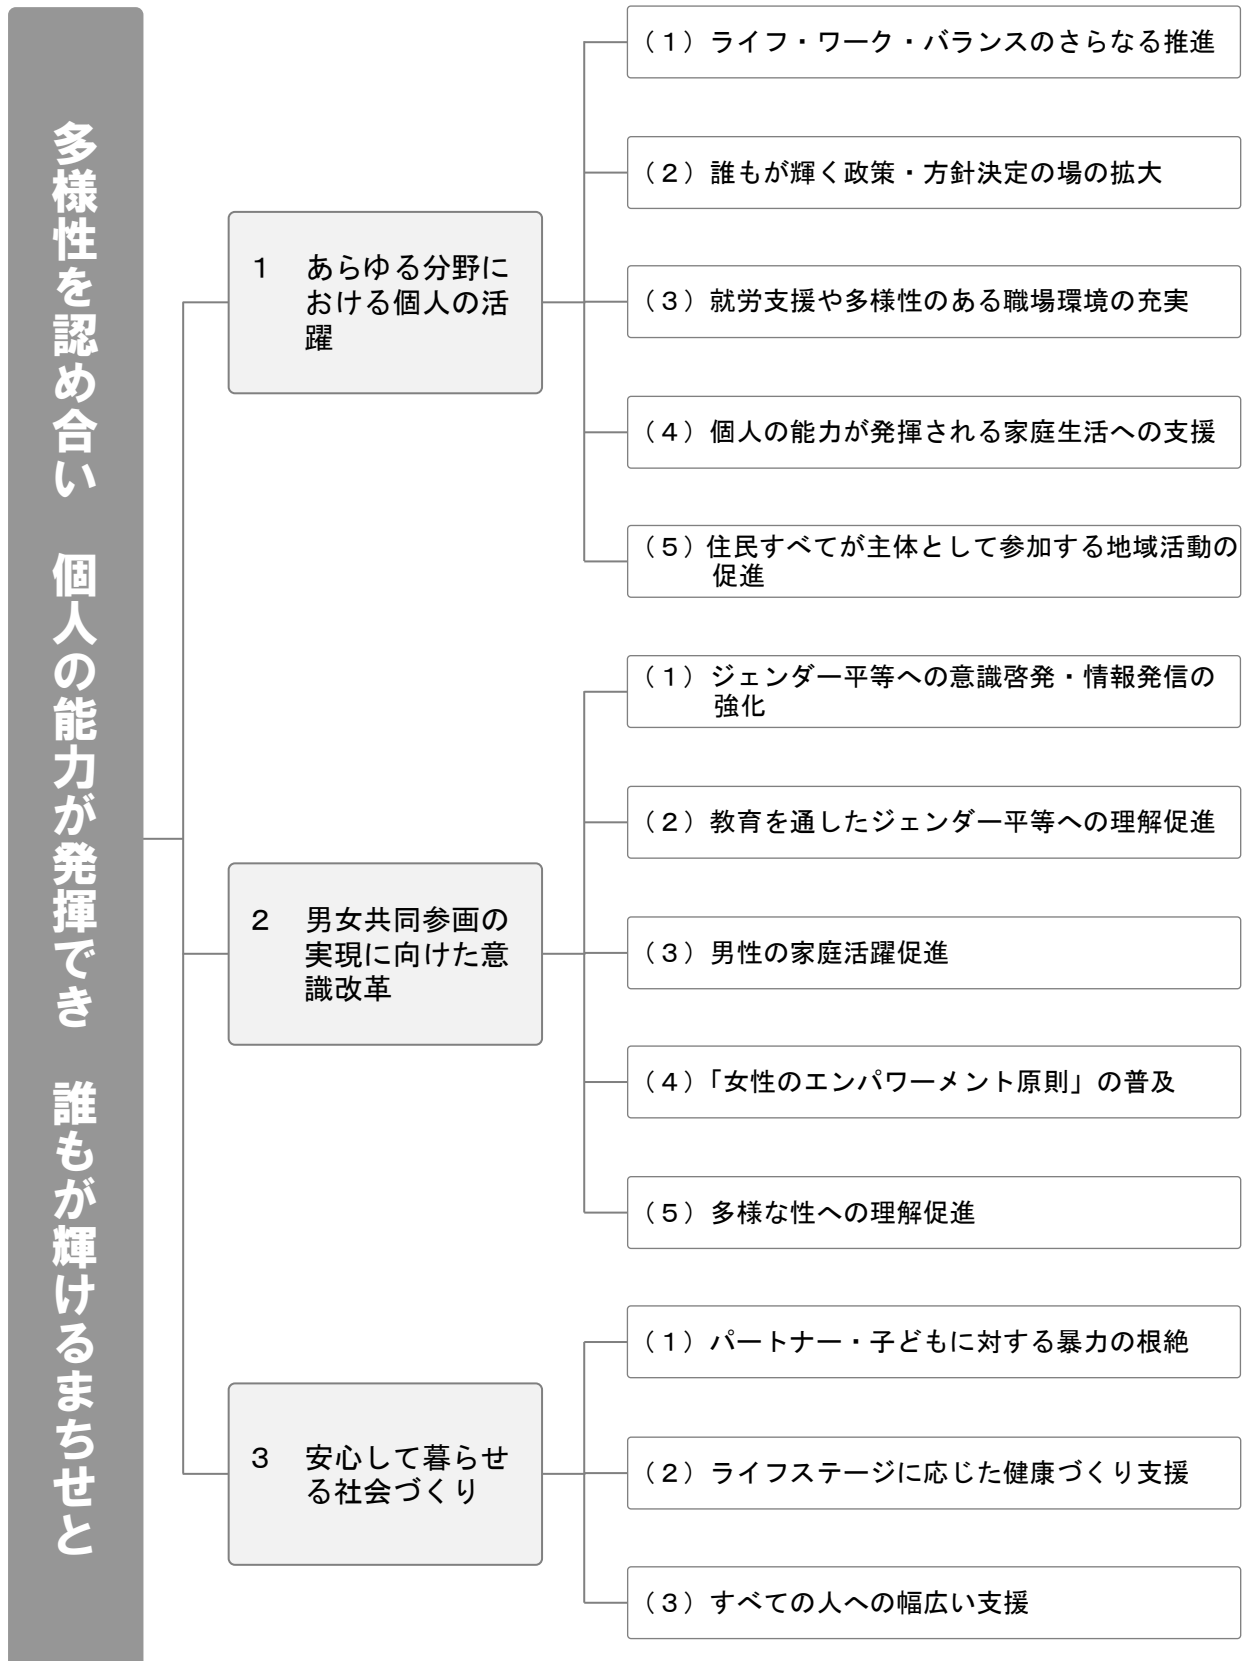 多様性を認め合い　個人の能力が発揮でき　誰もが輝けるまちせと
１　あらゆる分野に
おける個人の活
躍
（１）ライフ・ワーク・バランスのさらなる推進
（２）誰もが輝く政策・方針決定の場の拡大
（３）就労支援や多様性のある職場環境の充実
（４）個人の能力が発揮される家庭生活への支援
（５）住民すべてが主体として参加する地域活動の
促進
２　男女共同参画の
実現に向けた意
識改革
（１）ジェンダー平等への意識啓発・情報発信の
強化
（２）教育を通したジェンダー平等への理解促進
（３）男性の家庭活躍促進
（４）「女性のエンパワーメント原則」の普及
（５）多様な性への理解促進
３　安心して暮らせ
る社会づくり
（１）パートナー・子どもに対する暴力の根絶
（２）ライフステージに応じた健康づくり支援
（３）すべての人への幅広い支援